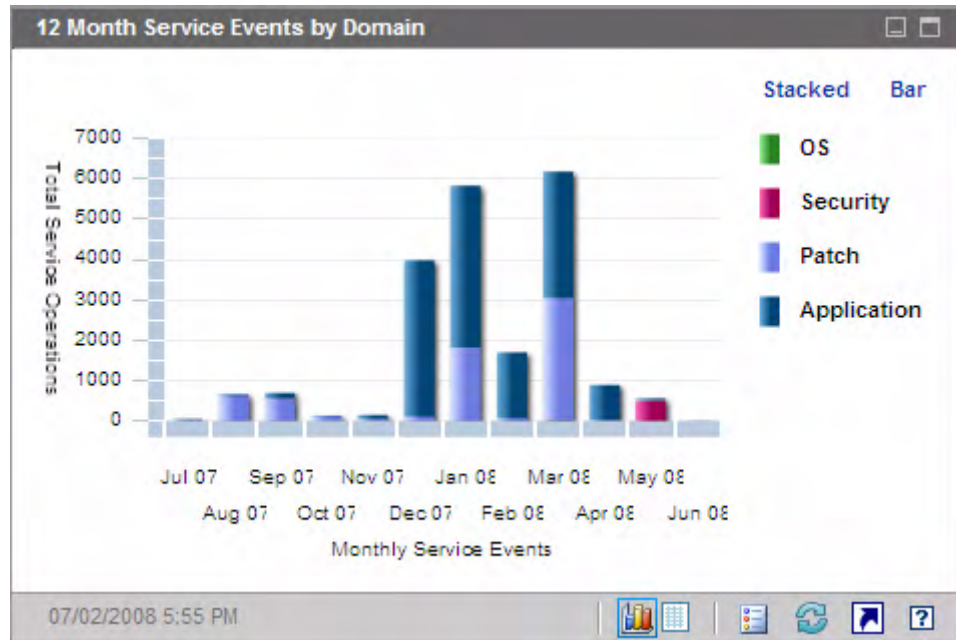 12 Month Service Events by Domain
Stacked Bar
OS
Security
Patch
Application
Total Service Operations
7000
6000
5000
4000
3000
2000
1000
0
Jul 07 Sep 07 Nov 07 Jan 08 Mar 08 May 08
Aug 07 Oct 07 Dec 07 Feb 08 Apr 08 Jun 08
Monthly Service Events
07/02/2008 5:55 PM
?